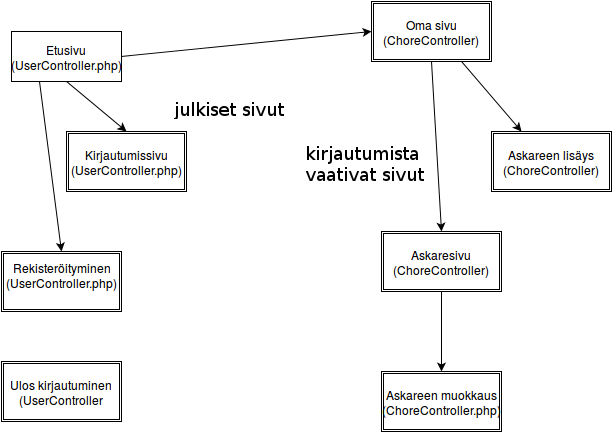 Etusivu
(UserController.php)
Oma sivu
(ChoreController)
julkiset sivut
Kirjautumissivu
(UserController.php)
kirjautumista
vaativat sivut
Askareen lisäys
(ChoreController)
Rekisteröityminen
(UserController.php)
Askaresivu
(ChoreController)
Ulos kirjautuminen
(UserController
Askareen muokkaus
(ChoreController.php)